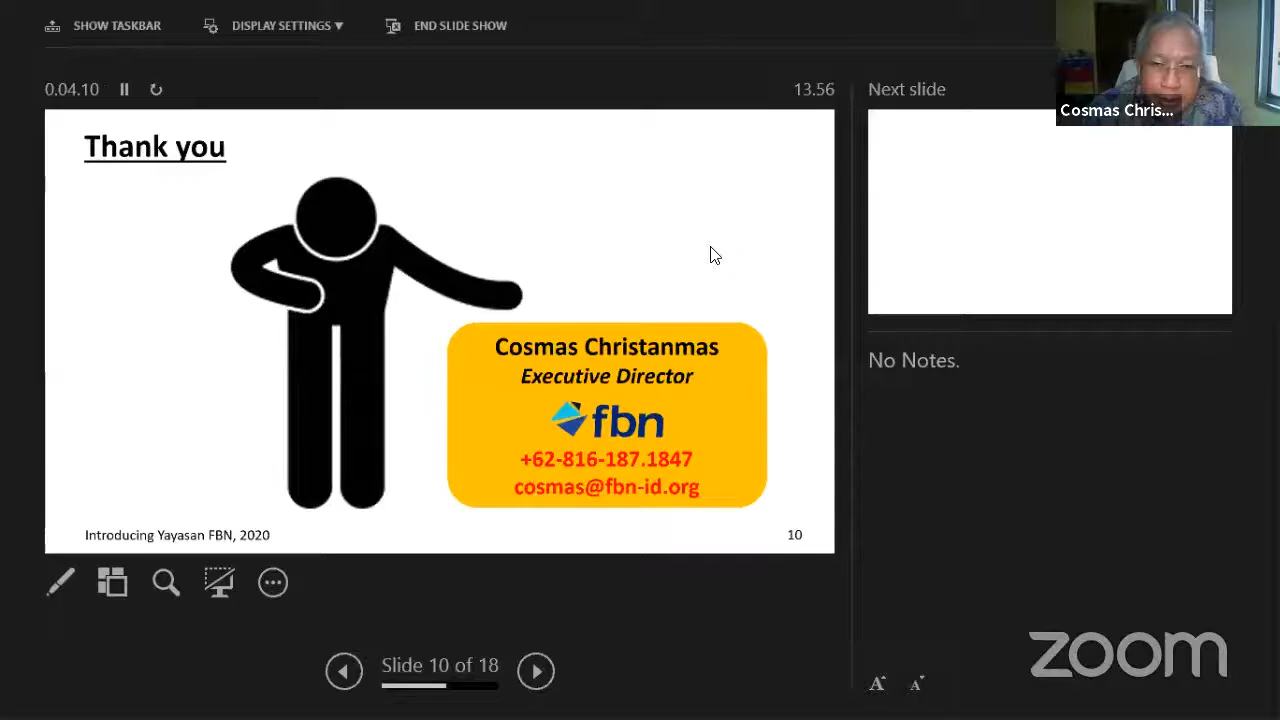 SHOW TASKBAR
DISPLAY SETTINGS ▼
END SLIDE SHOW
Cosmas Chris...
0.04.10
13.56
Next slide
Thank you
Cosmas Christanmas
Executive Director
fbn
+62-816-187.1847
cosmas@fbn-id.org
Introducing Yayasan FBN, 2020
10
No Notes.
Slide 10 of 18
A A
zoom